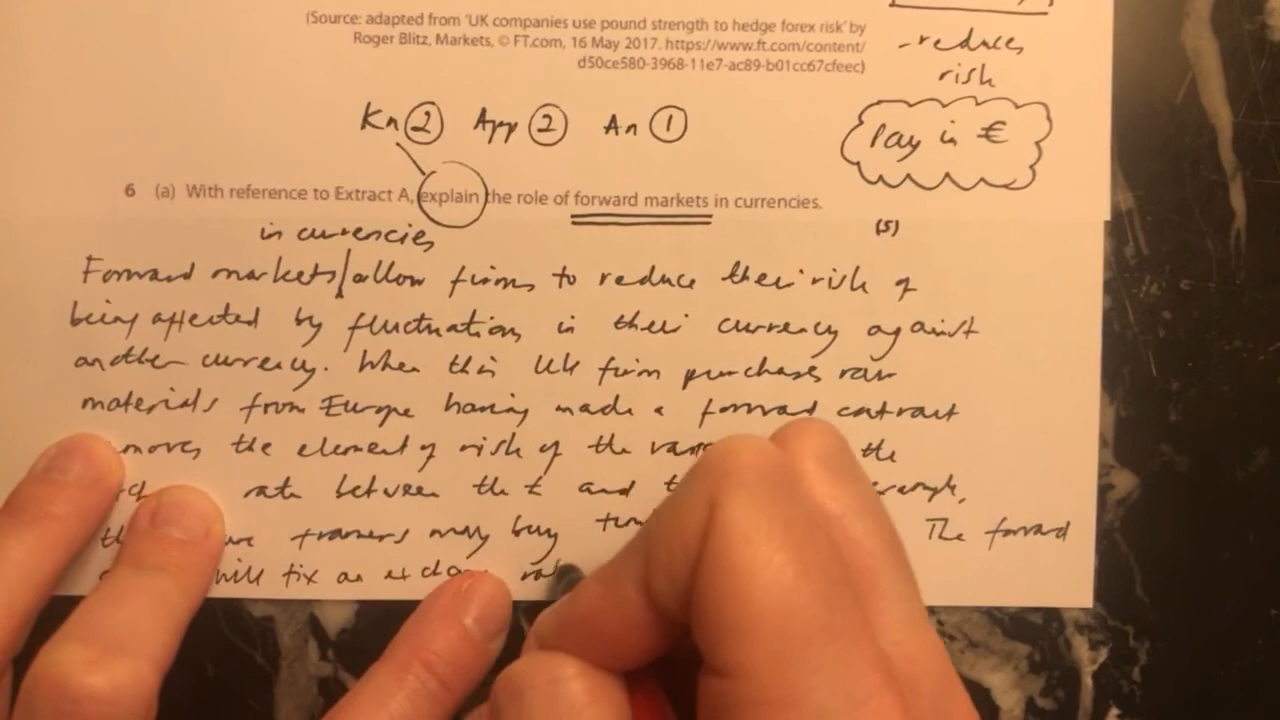 (Source: adapted from 'UK companies use pound strength to hedge forex risk' by
Roger Blitz, Markets, © FT.com, 16 May 2017. https://www.ft.com/content/
d50ce580-3968-11e7-ac89-b01cc67cfeec)
- reduces
risk
Pay in €
Kn 2 App 2 An 1
6 (a) With reference to Extract A, explain the role of forward markets in currencies.
(5)
in currencies
Forward markets allow firms to reduce their risk of
being affected by fluctuations in their currency against
another currency. When this UK firm purchases raw
materials from Europe having made a forward contract
the element of risk of the the
rate between the £ and
framers may buy The forward
will fix an